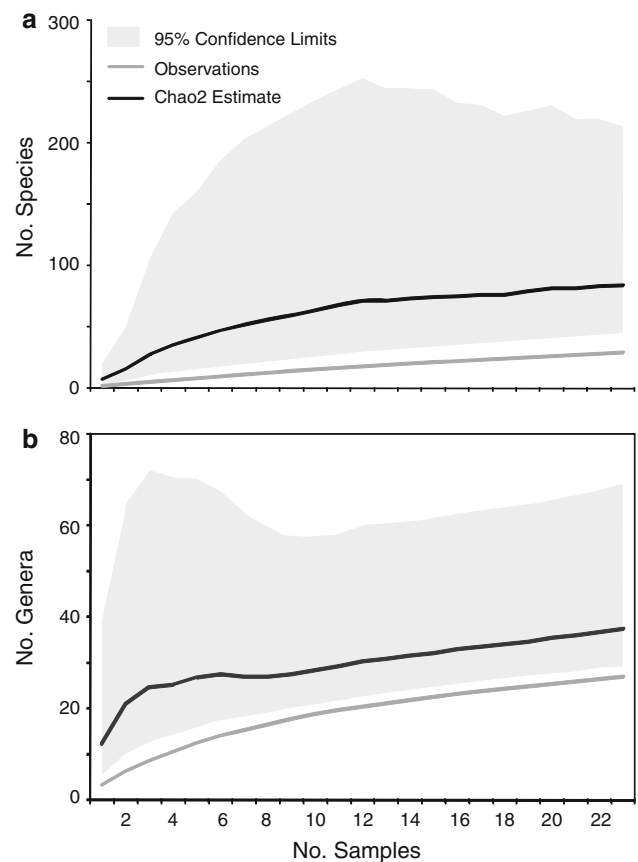 a
300
200
100
0
No. Species
95% Confidence Limits
Observations
Chao2 Estimate
b
80
60
40
20
0
No. Genera
2 4 6 8 10 12 14 16 18 20 22
No. Samples